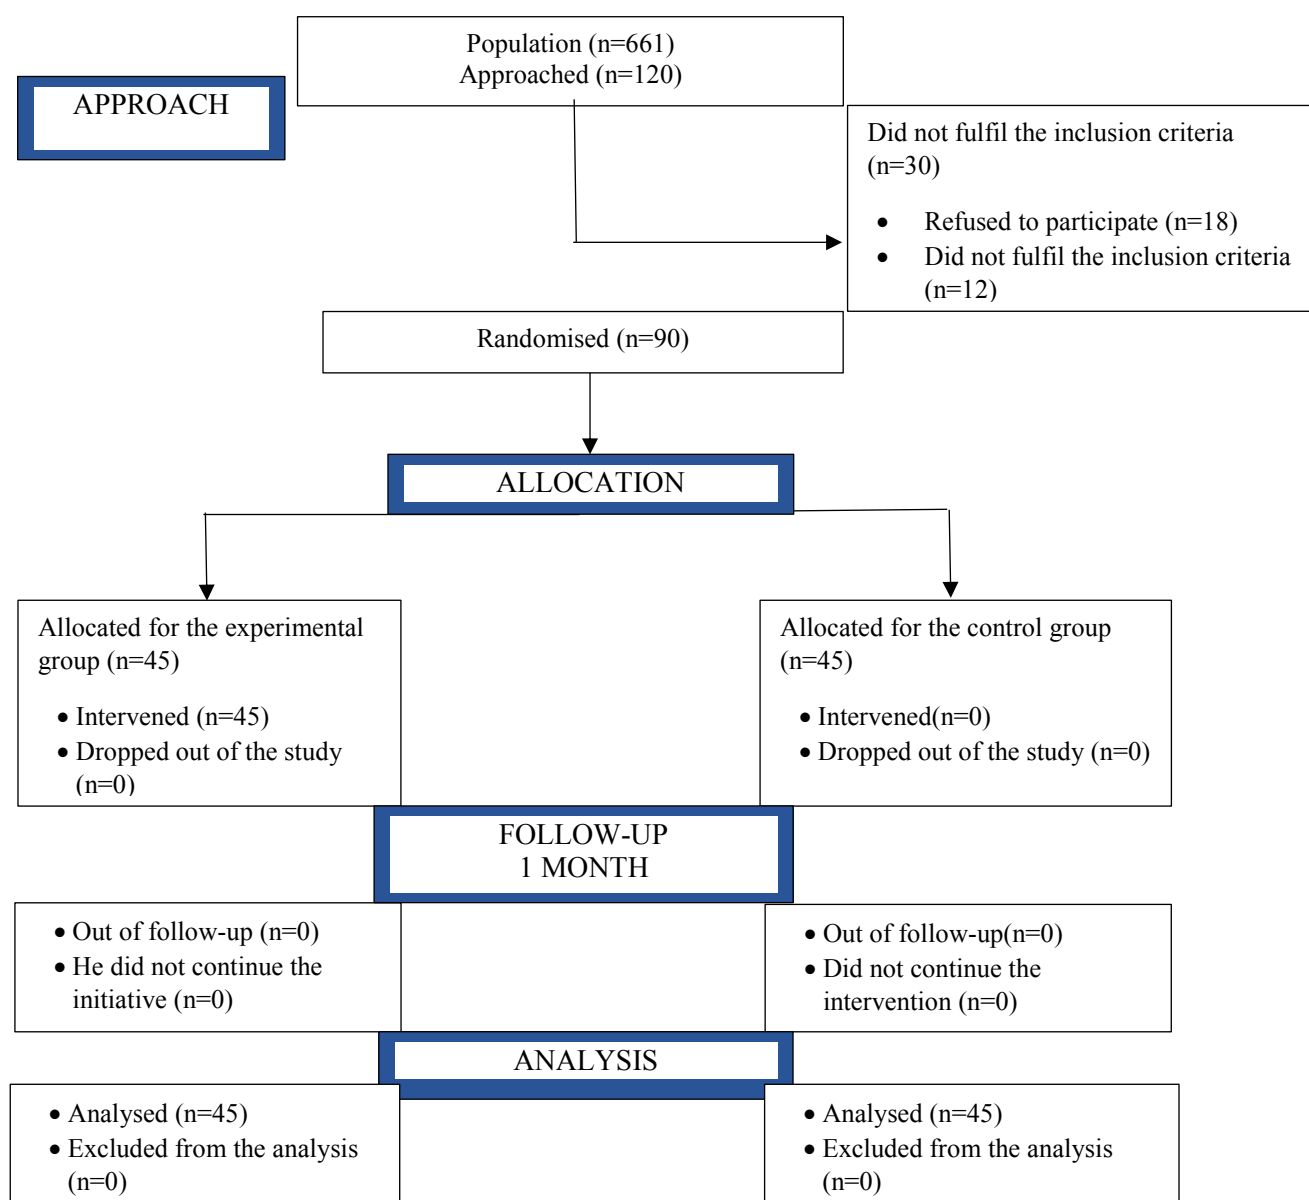 Population (n=661)
Approached (n=120)
APPROACH
Did not fulfil the inclusion criteria
(n=30)
• Refused to participate (n=18)
• Did not fulfil the inclusion criteria
(n=12)
Randomised (n=90)
ALLOCATION
Allocated for the experimental
group (n=45)
• Intervened (n=45)
• Dropped out of the study
(n=0)
Allocated for the control group
(n=45)
• Intervened(n=0)
• Dropped out of the study (n=0)
FOLLOW-UP
1 MONTH
• Out of follow-up (n=0)
• He did not continue the
initiative (n=0)
• Out of follow-up(n=0)
• Did not continue the
intervention (n=0)
ANALYSIS
• Analysed (n=45)
• Excluded from the analysis
(n=0)
• Analysed (n=45)
• Excluded from the analysis
(n=0)